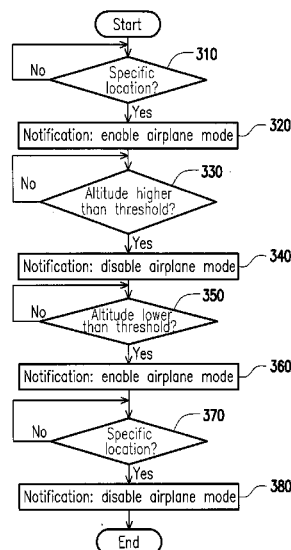 Start
310
Specific
location?
No
Yes
Notification: enable airplane mode
320
330
No
Altitude higher
than threshold?
Yes
Notification: disable airplane mode
340
350
No
Altitude lower
than threshold?
Yes
Notification: enable airplane mode
360
370
No
Specific
location?
Yes
Notification: disable airplane mode
380
End